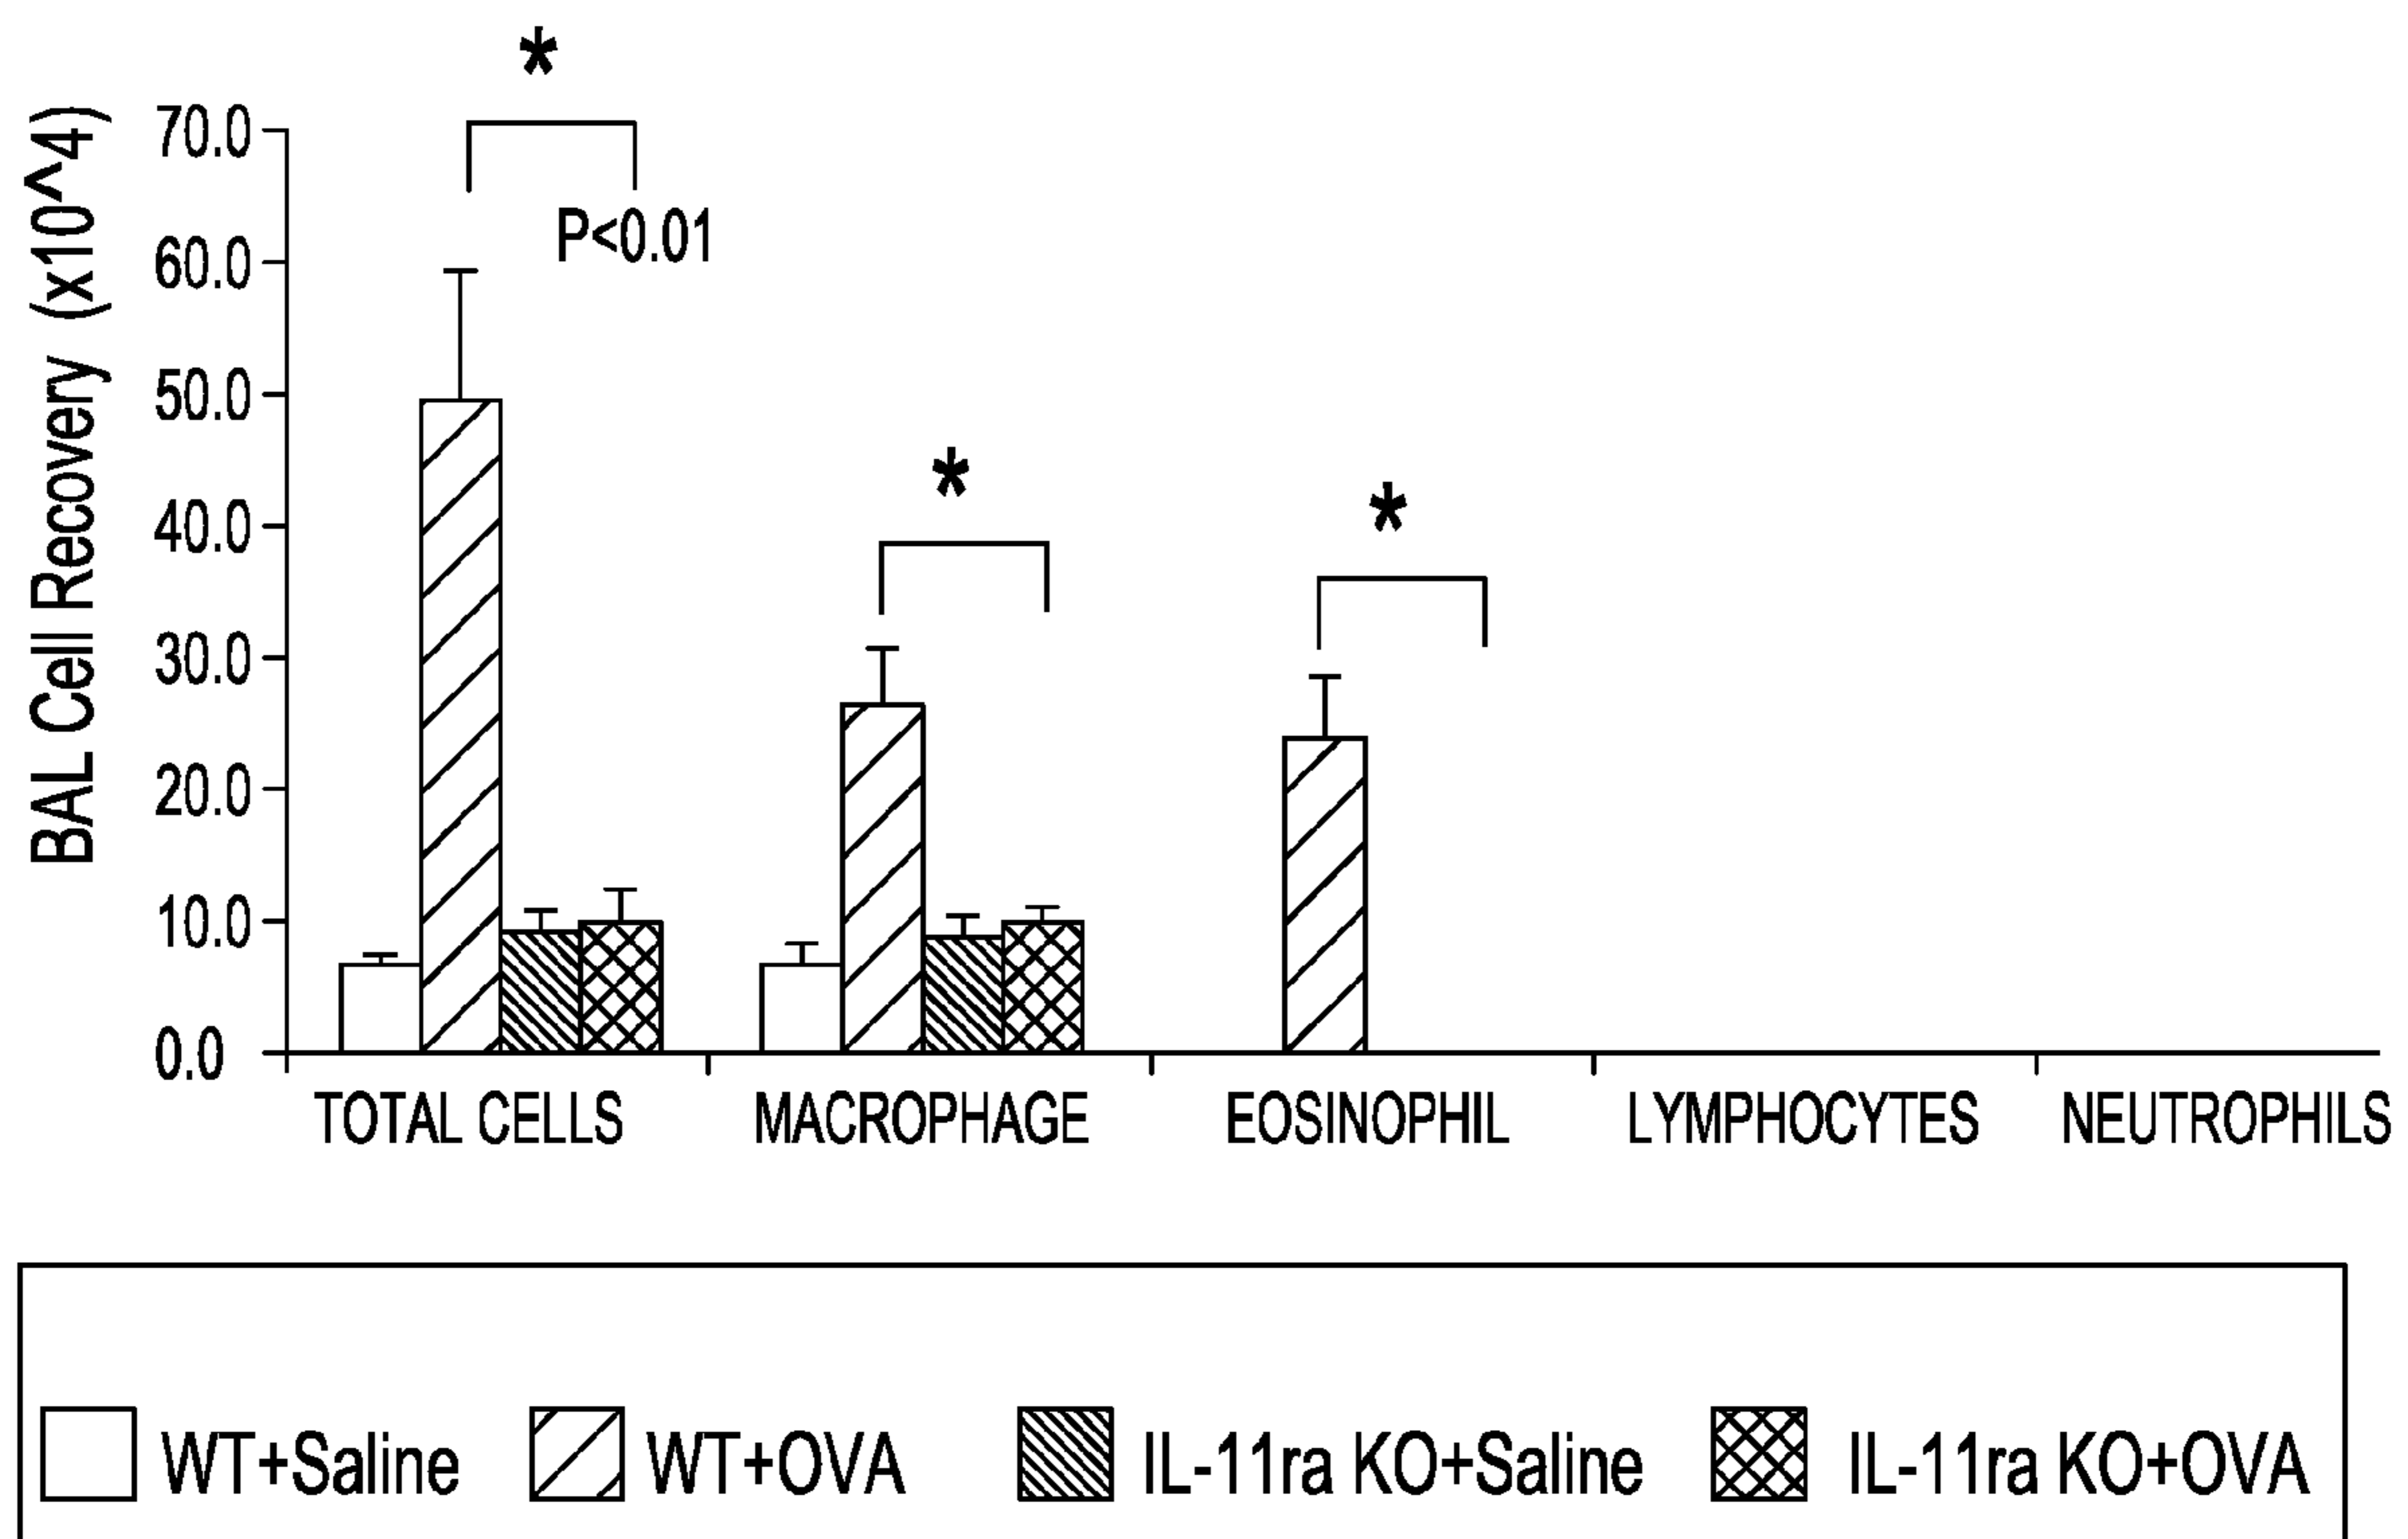 *
BAL Cell Recovery (x10^4)
70.0
60.0
50.0
40.0
30.0
20.0
10.0
0.0
P<0.01
*
*
TOTAL CELLS
MACROPHAGE
EOSINOPHIL
LYMPHOCYTES
NEUTROPHILS
WT+Saline
WT+OVA
IL-11ra KO+Saline
IL-11ra KO+OVA